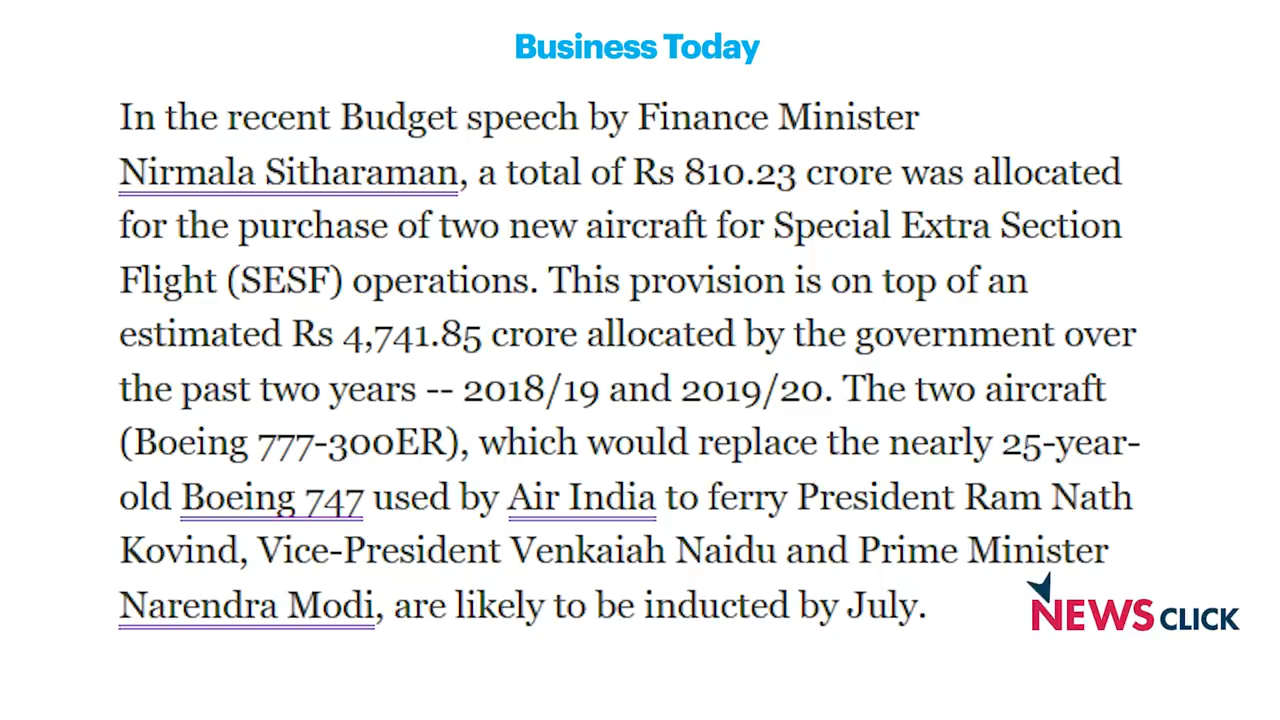 Business Today
In the recent Budget speech by Finance Minister
Nirmala Sitharaman, a total of Rs 810.23 crore was allocated
for the purchase of two new aircraft for Special Extra Section
Flight (SESF) operations. This provision is on top of an
estimated Rs 4,741.85 crore allocated by the government over
the past two years -- 2018/19 and 2019/20. The two aircraft
(Boeing 777-300ER), which would replace the nearly 25-year-
old Boeing 747 used by Air India to ferry President Ram Nath
Kovind, Vice-President Venkaiah Naidu and Prime Minister
Narendra Modi, are likely to be inducted by July.
NEWSCLICK